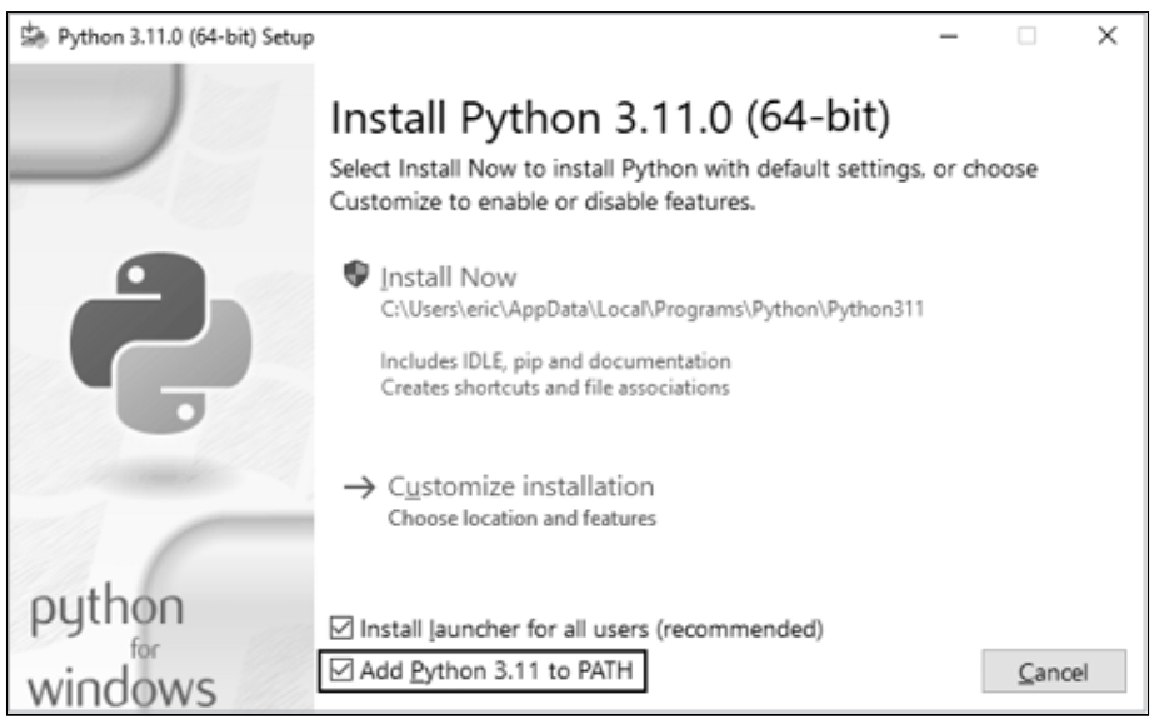 Python 3.11.0 (64-bit) Setup
Install Python 3.11.0 (64-bit)
Select Install Now to install Python with default settings, or choose
Customize to enable or disable features.
Install Now
C:\Users\eric\AppData\Local\Programs\Python\Python311
Includes IDLE, pip and documentation
Creates shortcuts and file associations
Customize installation
Choose location and features
Install launcher for all users (recommended)
Add Python 3.11 to PATH
Cancel
python
for
windows